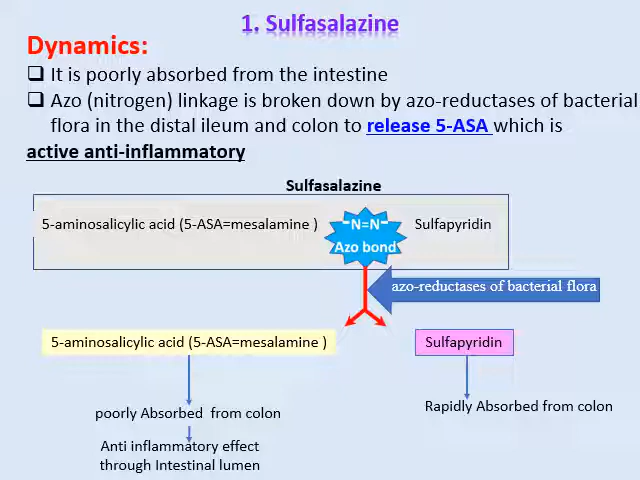 1. Sulfasalazine
Dynamics:
❑ It is poorly absorbed from the intestine
❑ Azo (nitrogen) linkage is broken down by azo-reductases of bacterial
flora in the distal ileum and colon to release 5-ASA which is
active anti-inflammatory
Sulfasalazine
5-aminosalicylic acid (5-ASA=mesalamine )
-N=N-
Azo bond
Sulfapyridin
azo-reductases of bacterial flora
5-aminosalicylic acid (5-ASA=mesalamine )
Sulfapyridin
poorly Absorbed from colon
Rapidly Absorbed from colon
Anti inflammatory effect
through Intestinal lumen